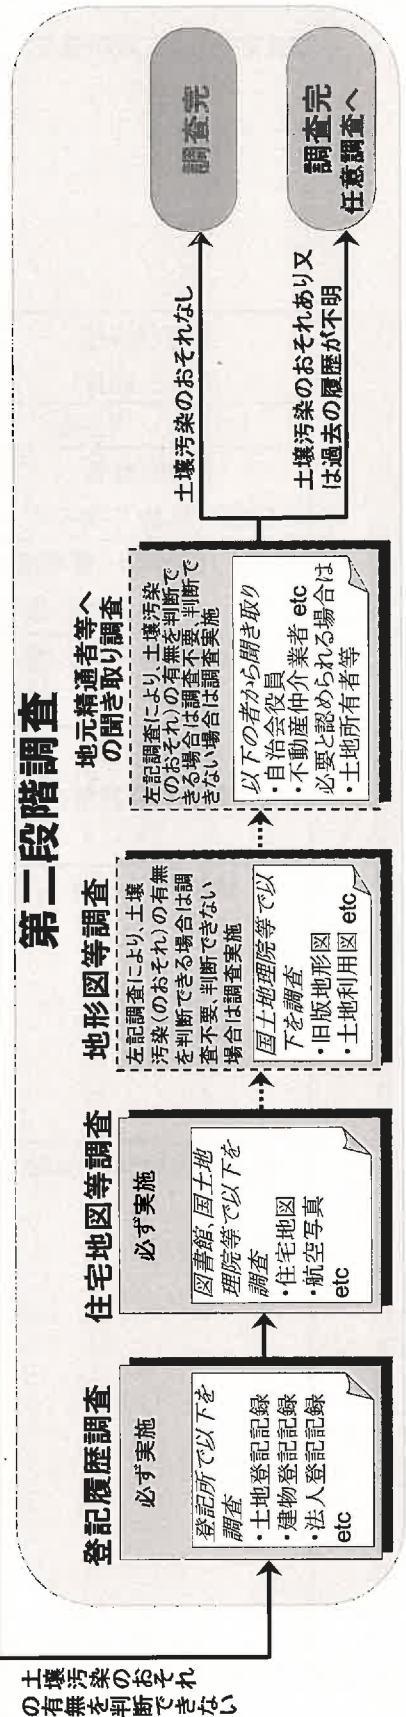 土壌汚染のおそれ
の有無を判断できない
第二段階調査
登記履歴調査
必ず実施
登記所で以下を
調査
・土地登記記録
・建物登記記録
・法人登記記録
etc
住宅地図等調査
必ず実施
図書館、国土地
理院等で以下を
調査
・住宅地図
・航空写真
etc
地形図等調査
左記調査により、土壌
汚染(のおそれ)の有無
を判断できる場合は調
査不要、判断できない
場合は調査実施
国土地理院等で以
下を調査
・旧版地形図
・土地利用図 etc
地元精通者等へ
の聞き取り調査
左記調査により、土壌汚染
(のおそれ)の有無を判断で
きる場合は調査不要、判断で
きない場合は調査実施
以下の者から聞き取り
・自治会役員
・不動産仲介業者 etc
必要と認められる場合は
・土地所有者等
土壌汚染のおそれなし
調査完
土壌汚染のおそれあり又
は過去の履歴が不明
調査完
任意調査へ